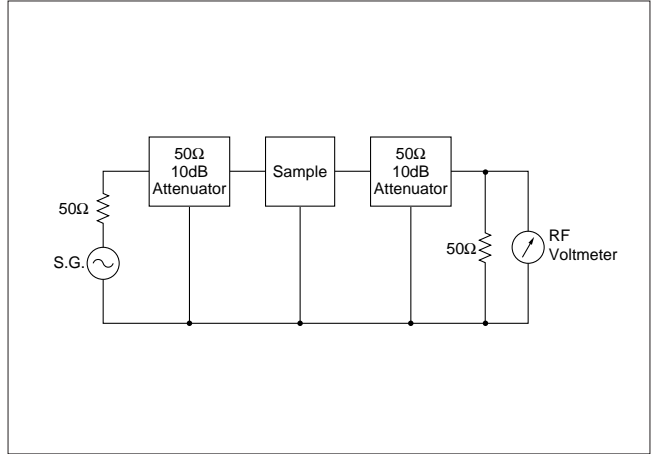 50Ω
10dB
Attenuator
Sample
50Ω
10dB
Attenuator
50Ω
S.G.
50Ω
RF
Voltmeter